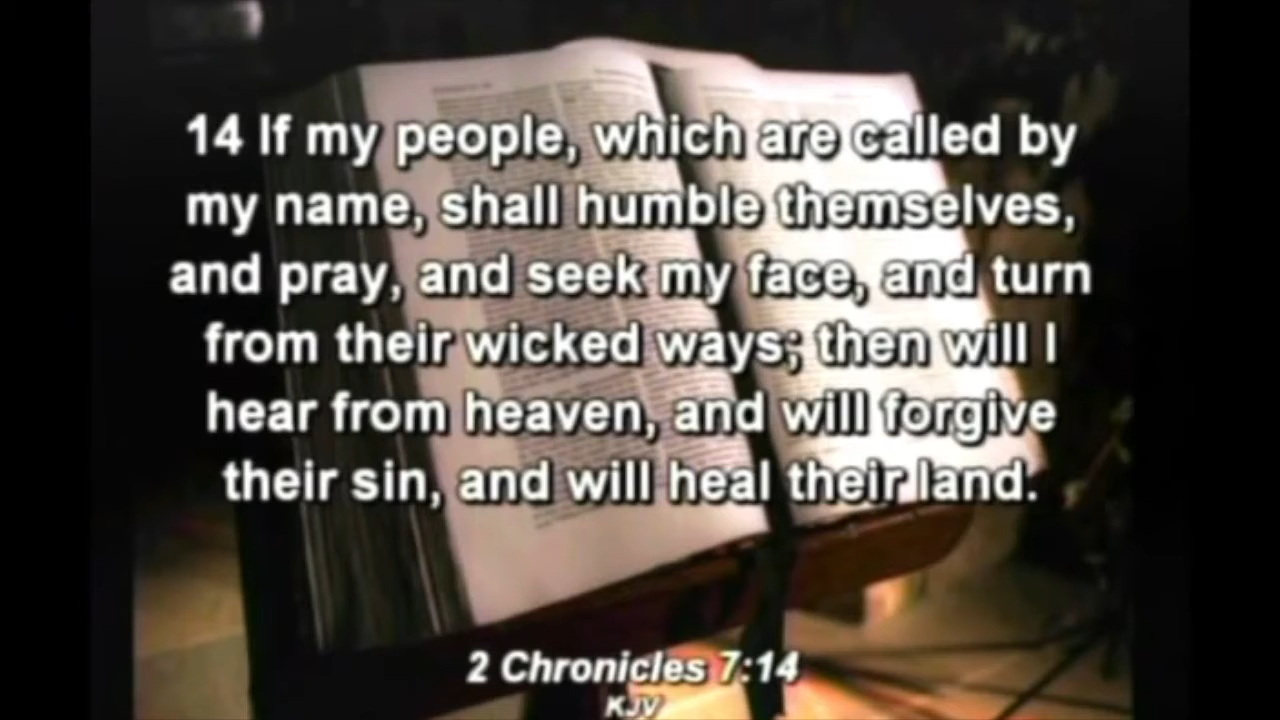 14 If my people, which are called by
my name, shall humble themselves,
and pray, and seek my face, and turn
from their wicked ways; then will I
hear from heaven, and will forgive
their sin, and will heal their land.
2 Chronicles 7:14
KJV